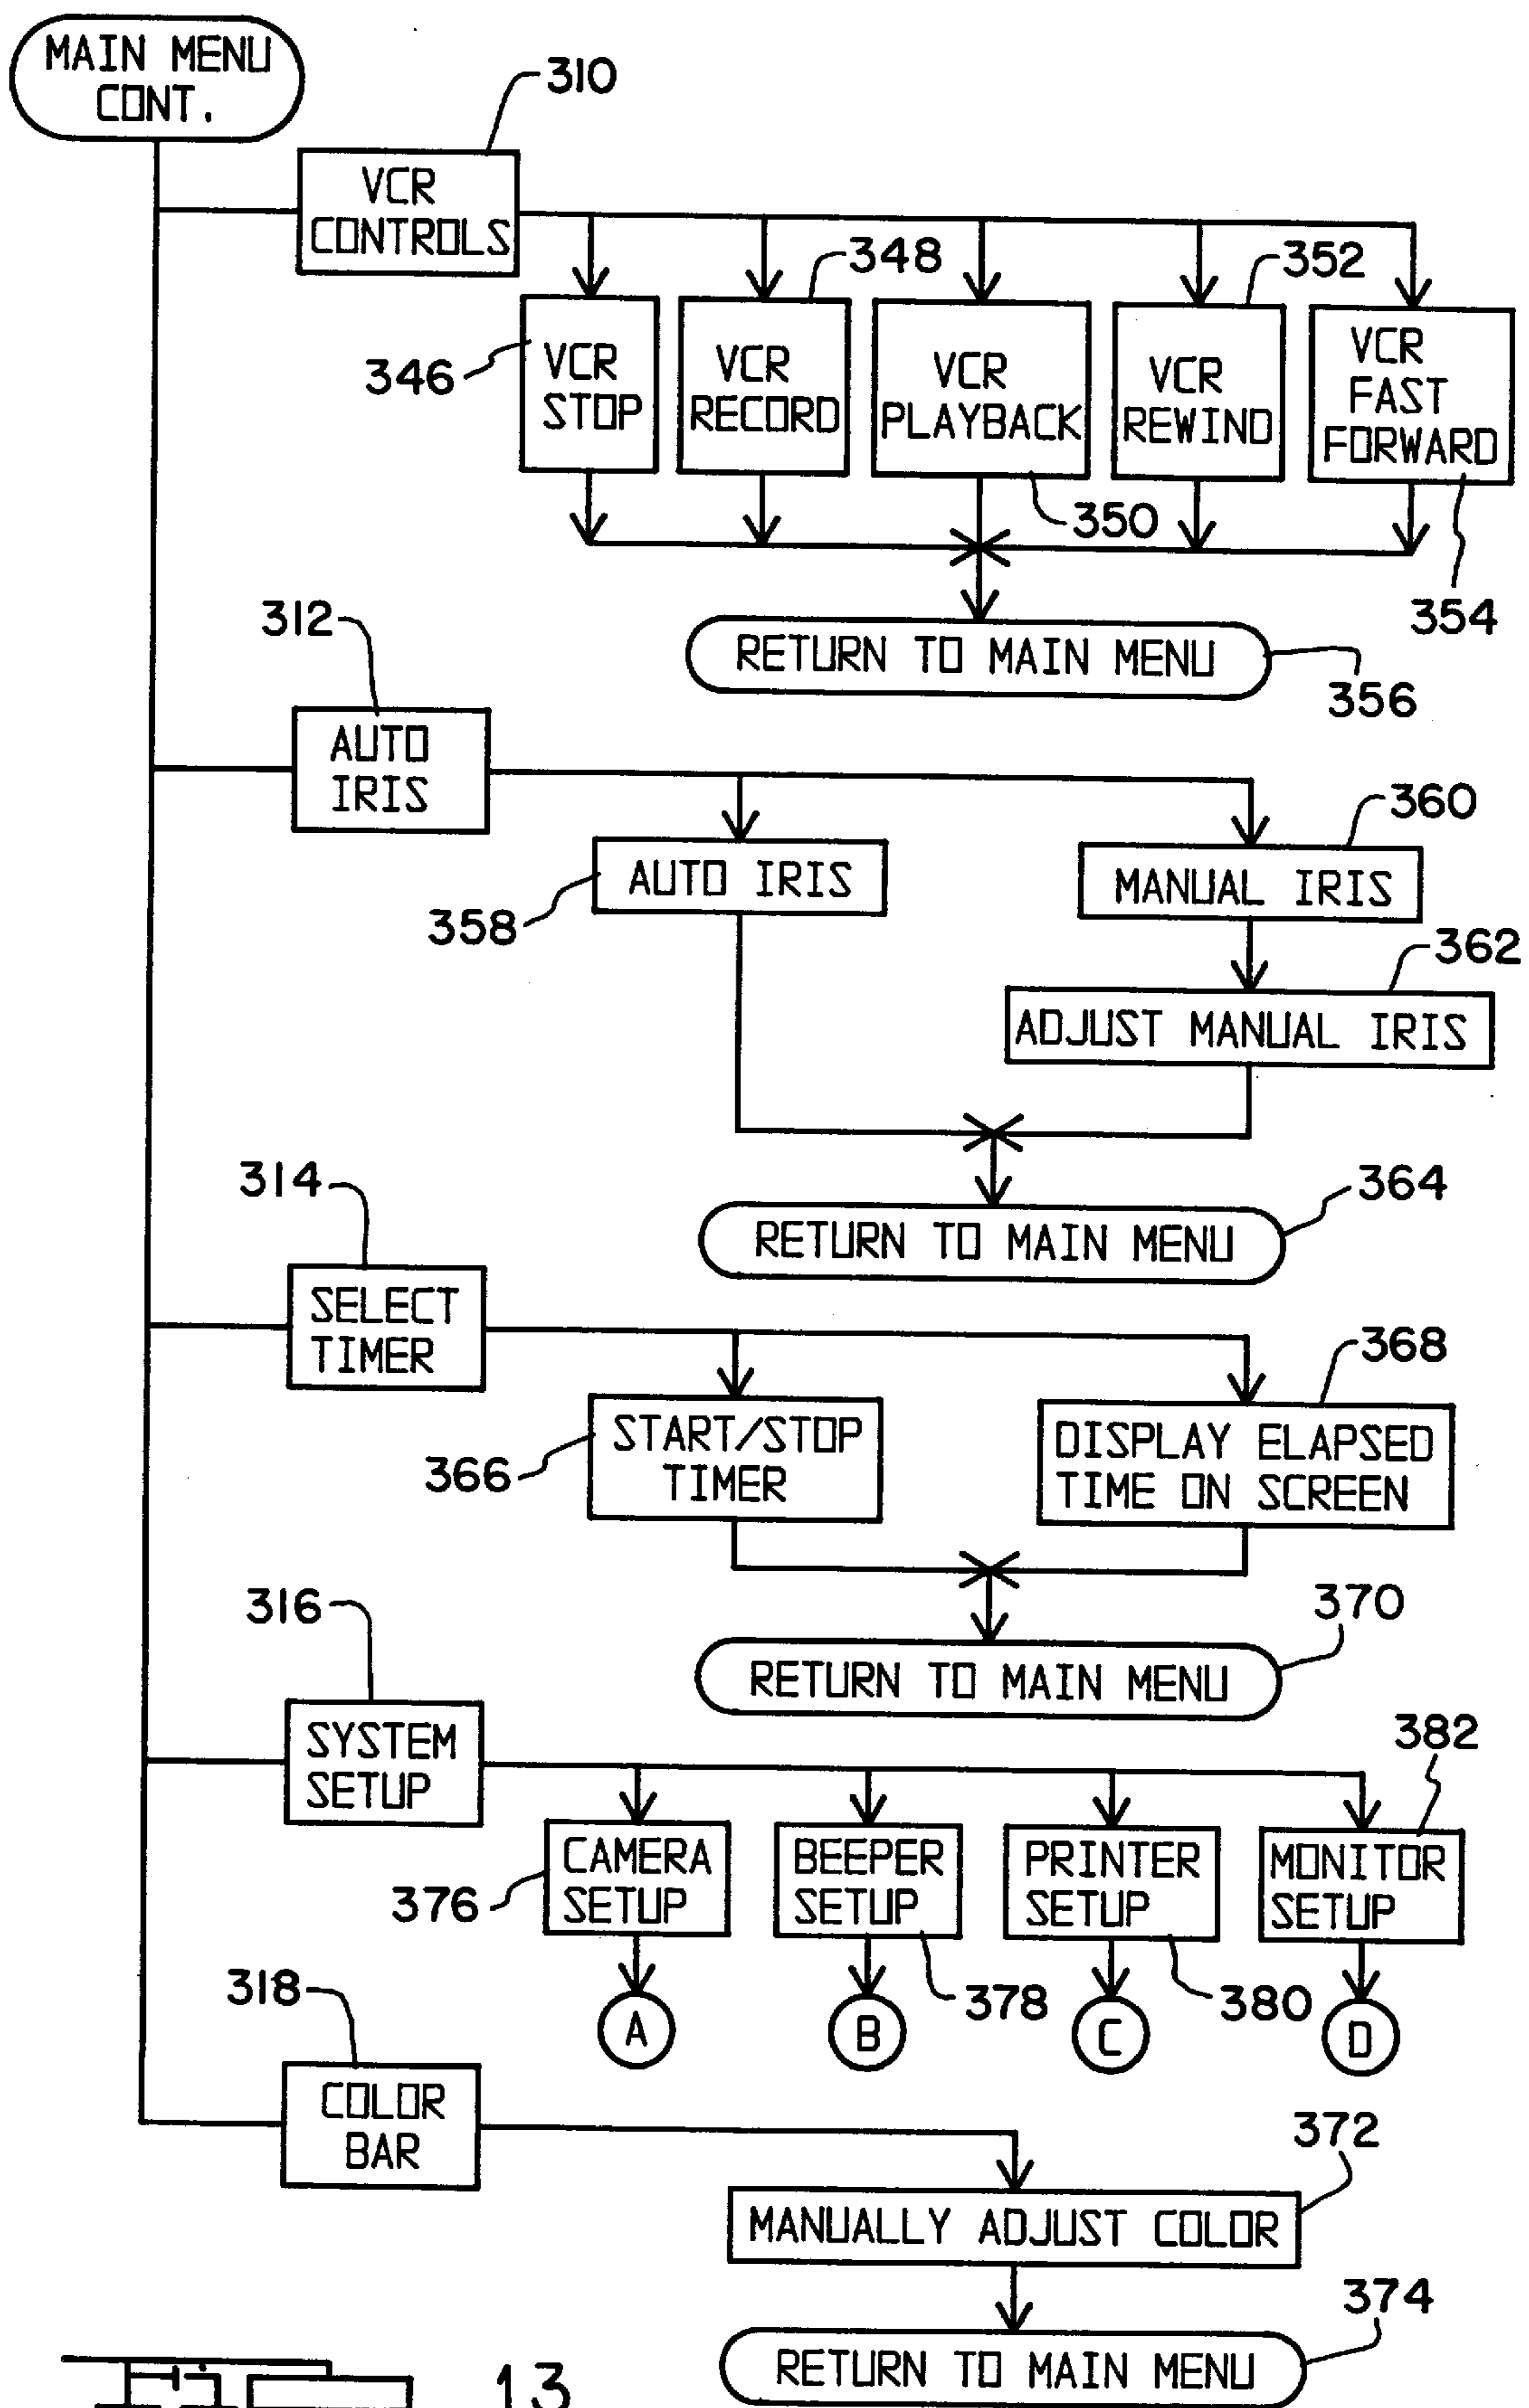 MAIN MENU
CONT.
310
VCR
CONTROLS
348
352
346
VCR
STOP
VCR
RECORD
VCR
PLAYBACK
VCR
REWIND
VCR
FAST
FORWARD
350
354
312
RETURN TO MAIN MENU
356
AUTO
IRIS
360
358
AUTO IRIS
MANUAL IRIS
362
ADJUST MANUAL IRIS
314
364
RETURN TO MAIN MENU
SELECT
TIMER
368
366
START/STOP
TIMER
DISPLAY ELAPSED
TIME ON SCREEN
316
370
RETURN TO MAIN MENU
SYSTEM
SETUP
382
376
CAMERA
SETUP
BEEPER
SETUP
PRINTER
SETUP
MONITOR
SETUP
318
378
380
A
B
C
D
COLOR
BAR
372
MANUALLY ADJUST COLOR
374
RETURN TO MAIN MENU
13